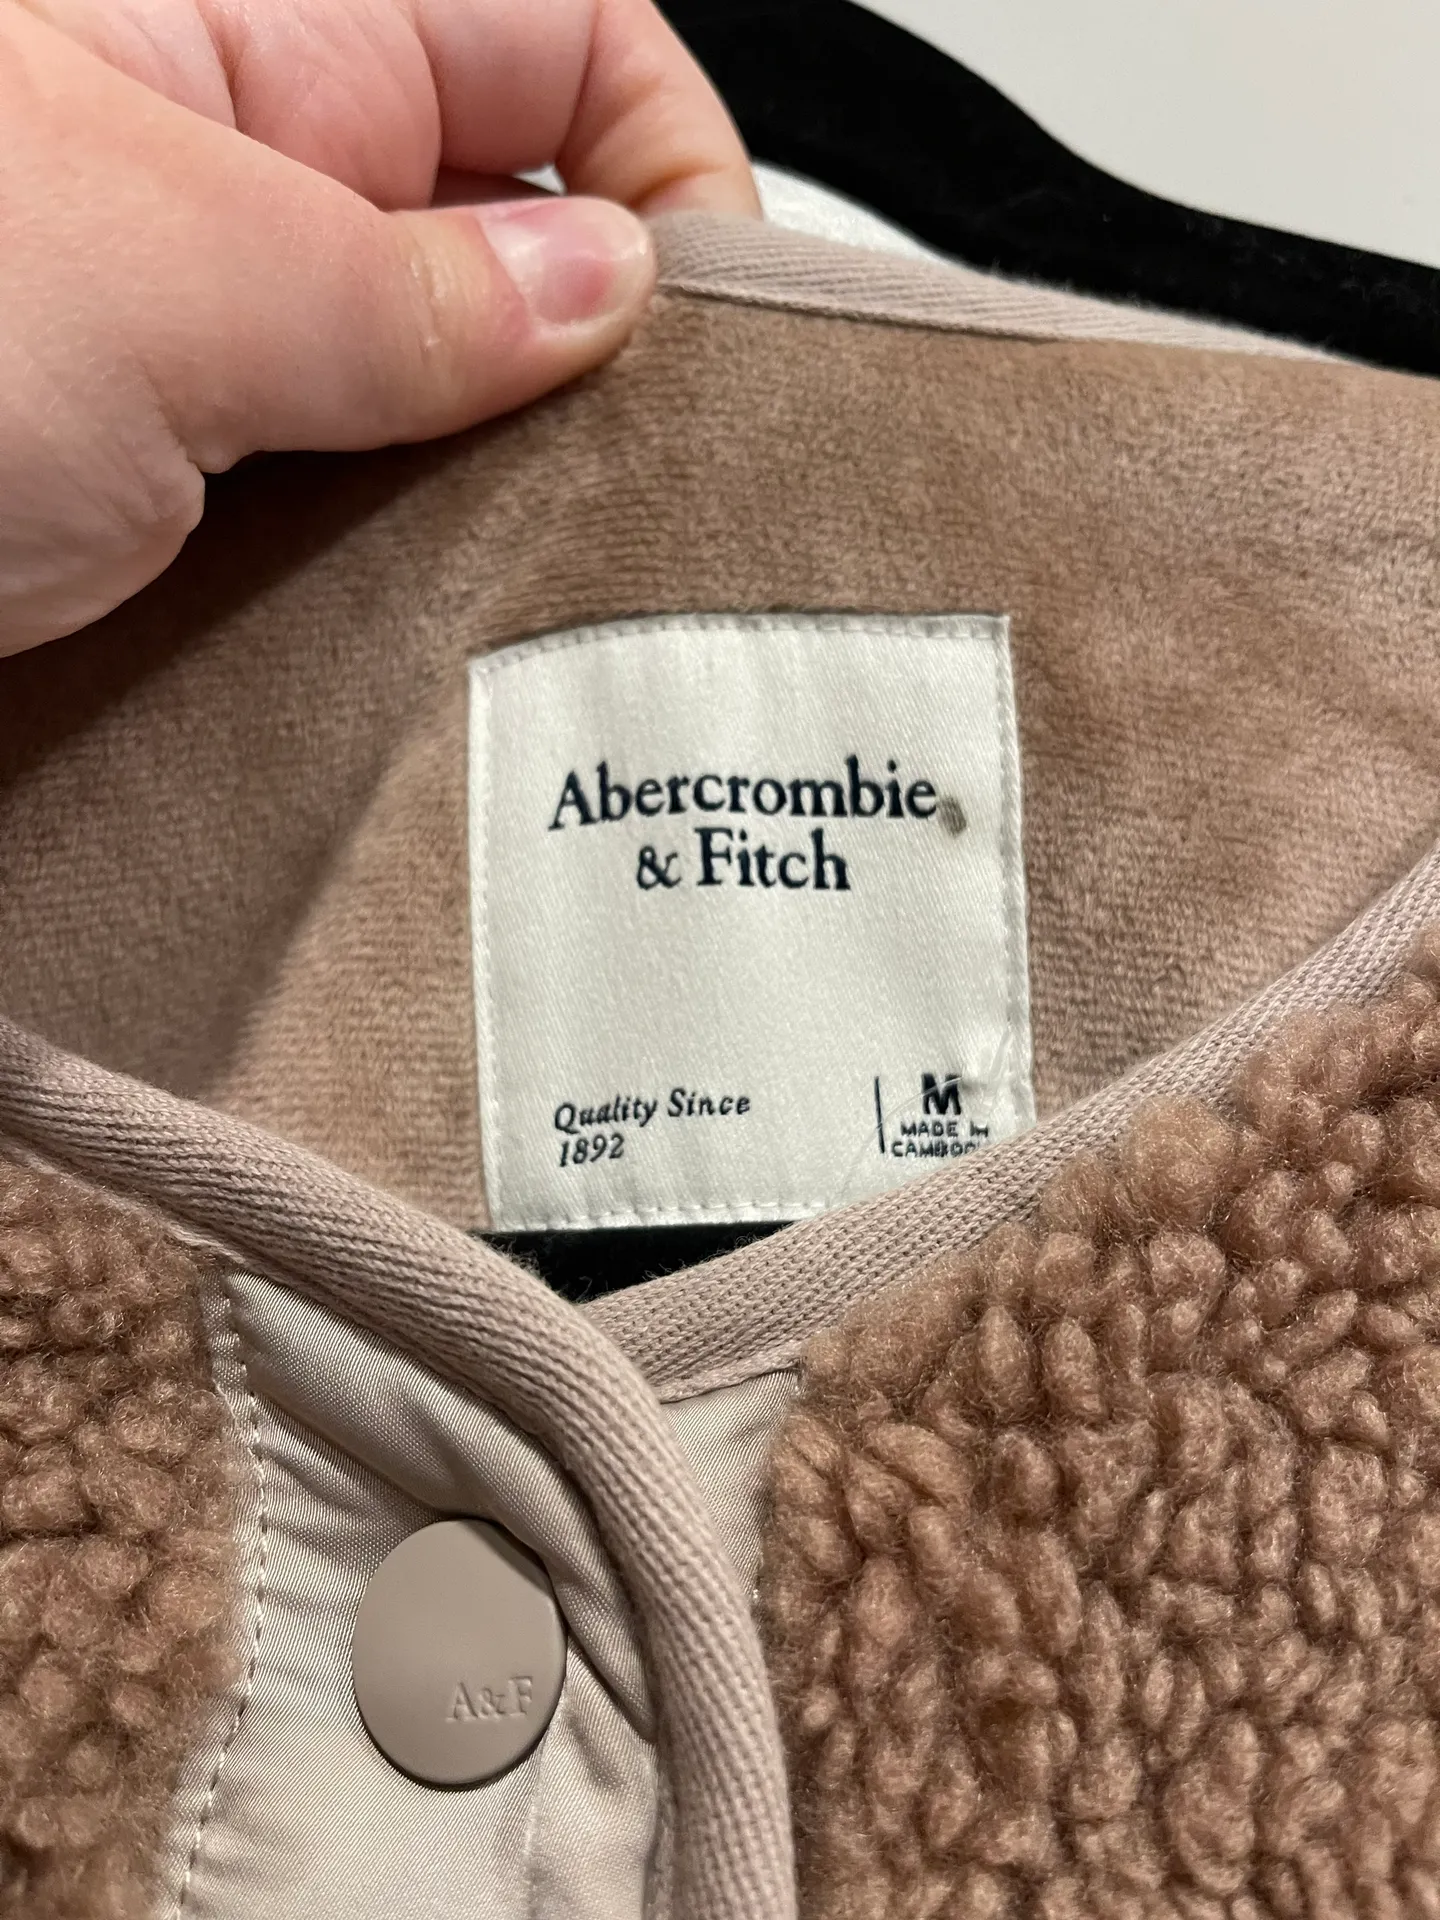 Abercrombie
& Fitch
Quality Since
1892
M
MADE IN
A&F